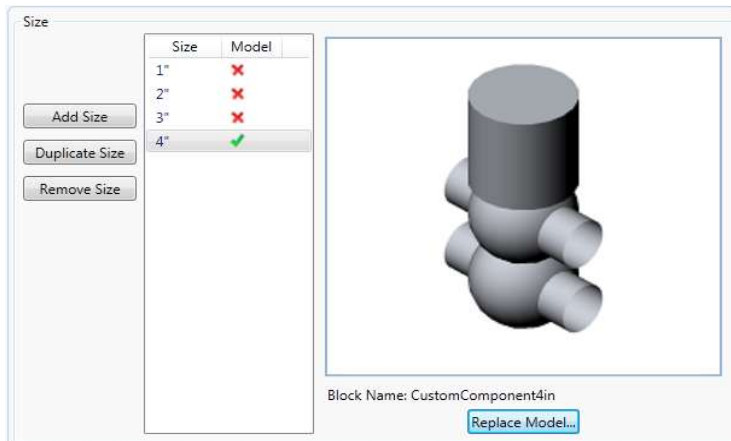 Size
Size Model
1"
2"
3"
4"
Add Size
Duplicate Size
Remove Size
Block Name: CustomComponent4in
Replace Model...